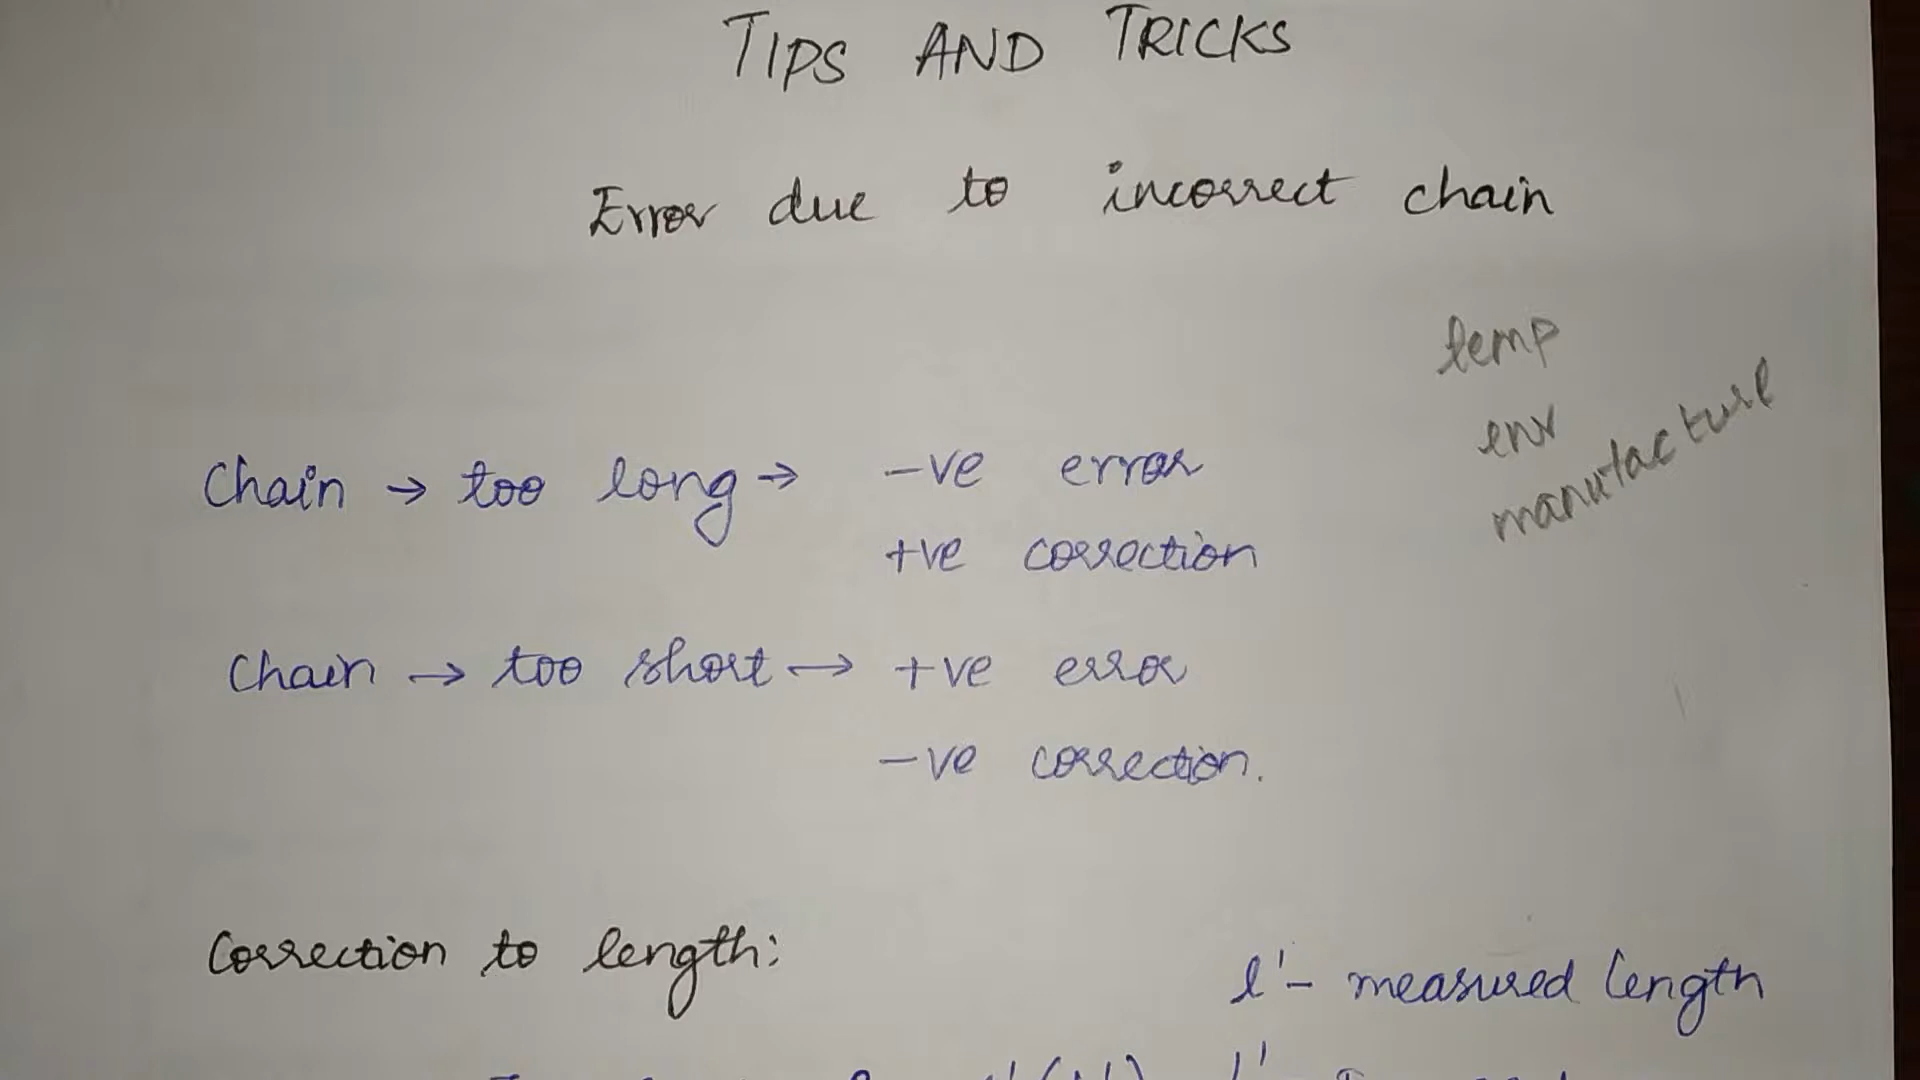 TIPS AND TRICKS
Error due to incorrect chain
temp
env
manufacture
Chain → too long → -ve error
+ve correction
Chain → too short → +ve error
-ve correction.
Correction to length:
l' - measured length